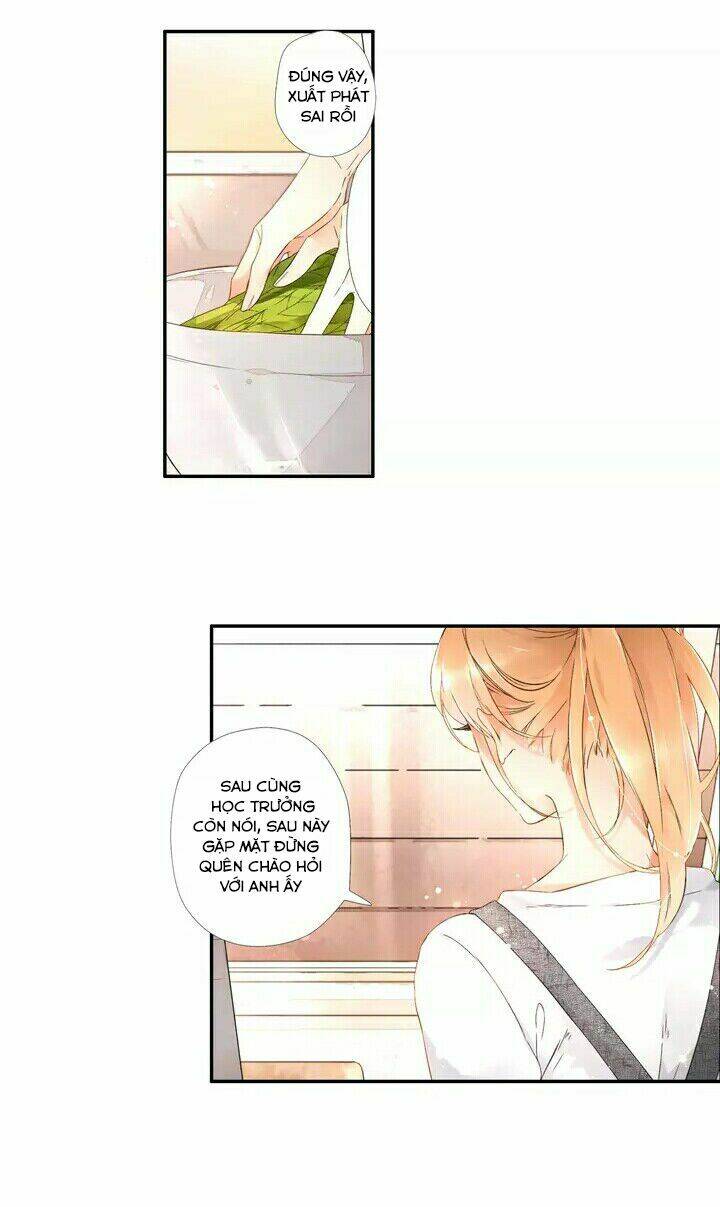 ĐÚNG VẬY,
XUẤT PHÁT
SAI RỒI
SAU CÙNG
HỌC TRƯỞNG
CÒN NÓI, SAU NÀY
GẶP MẶT ĐỪNG
QUÊN CHÀO HỎI
VỚI ANH ẤY